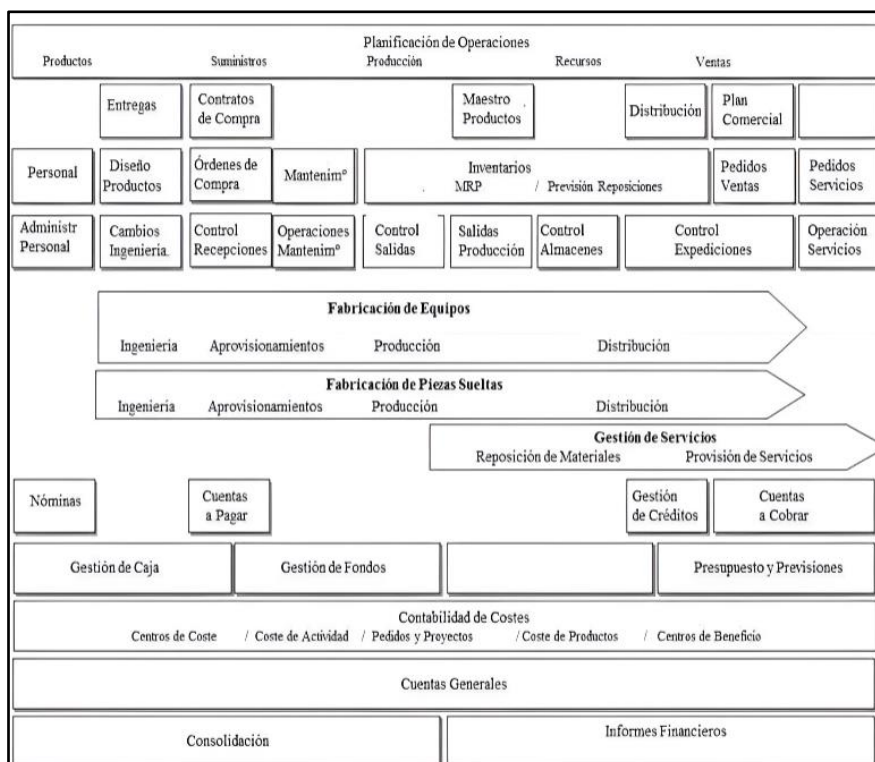 Planificación de Operaciones
Productos Suministros Producción Recursos Ventas
Entregas
Contratos
de Compra
Maestro
Productos
Distribución
Plan
Comercial
Personal
Diseño
Productos
Órdenes de
Compra
Mantenimº
Inventarios
MRP / Previsión Reposiciones
Pedidos
Ventas
Pedidos
Servicios
Administr
Personal
Cambios
Ingenieria.
Control
Recepciones
Operaciones
Mantenimº
Control
Salidas
Salidas
Producción
Control
Almacenes
Control
Expediciones
Operación
Servicios
Fabricación de Equipos
Ingenieria Aprovisionamientos Producción Distribución
Fabricación de Piezas Sueltas
Ingenieria Aprovisionamientos Producción Distribución
Gestión de Servicios
Reposición de Materiales Provisión de Servicios
Nóminas
Cuentas
a Pagar
Gestión
de Créditos
Cuentas
a Cobrar
Gestión de Caja
Gestión de Fondos
Presupuesto y Previsiones
Contabilidad de Costes
Centros de Coste / Coste de Actividad / Pedidos y Proyectos / Coste de Productos / Centros de Beneficio
Cuentas Generales
Consolidación
Informes Financieros